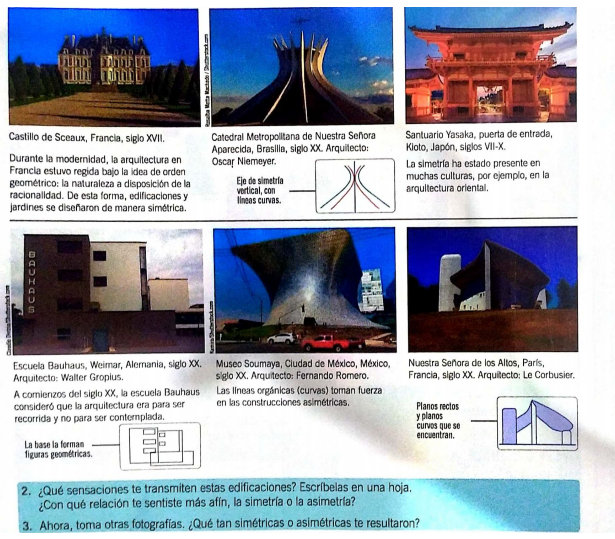 Rosalba Matta Machado / Shutterstock.com
Castillo de Sceaux, Francia, siglo XVII.
Durante la modernidad, la arquitectura en
Francia estuvo regida bajo la idea de orden
geométrico: la naturaleza a disposición de la
racionalidad. De esta forma, edificaciones y
jardines se diseñaron de manera simétrica.
Catedral Metropolitana de Nuestra Señora
Aparecida, Brasilia, siglo XX. Arquitecto:
Oscar Niemeyer.
Eje de simetría
vertical, con
líneas curvas.
Santuario Yasaka, puerta de entrada,
Kioto, Japón, siglos VII-X.
La simetría ha estado presente en
muchas culturas, por ejemplo, en la
arquitectura oriental.
BAUHAUS
Shutterstock.com
Escuela Bauhaus, Weimar, Alemania, siglo XX.
Arquitecto: Walter Gropius.
A comienzos del siglo XX, la escuela Bauhaus
consideró que la arquitectura era para ser
recorrida y no para ser contemplada.
La base la forman
figuras geométricas.
Shutterstock.com
Museo Soumaya, Ciudad de México, México,
siglo XX. Arquitecto: Fernando Romero.
Las líneas orgánicas (curvas) toman fuerza
en las construcciones asimétricas.
Nuestra Señora de los Altos, París,
Francia, siglo XX. Arquitecto: Le Corbusier.
Planos rectos
y planos
curvos que se
encuentran.
2. ¿Qué sensaciones te transmiten estas edificaciones? Escríbelas en una hoja.
¿Con qué relación te sentiste más afín, la simetría o la asimetría?
3. Ahora, toma otras fotografías. ¿Qué tan simétricas o asimétricas te resultaron?